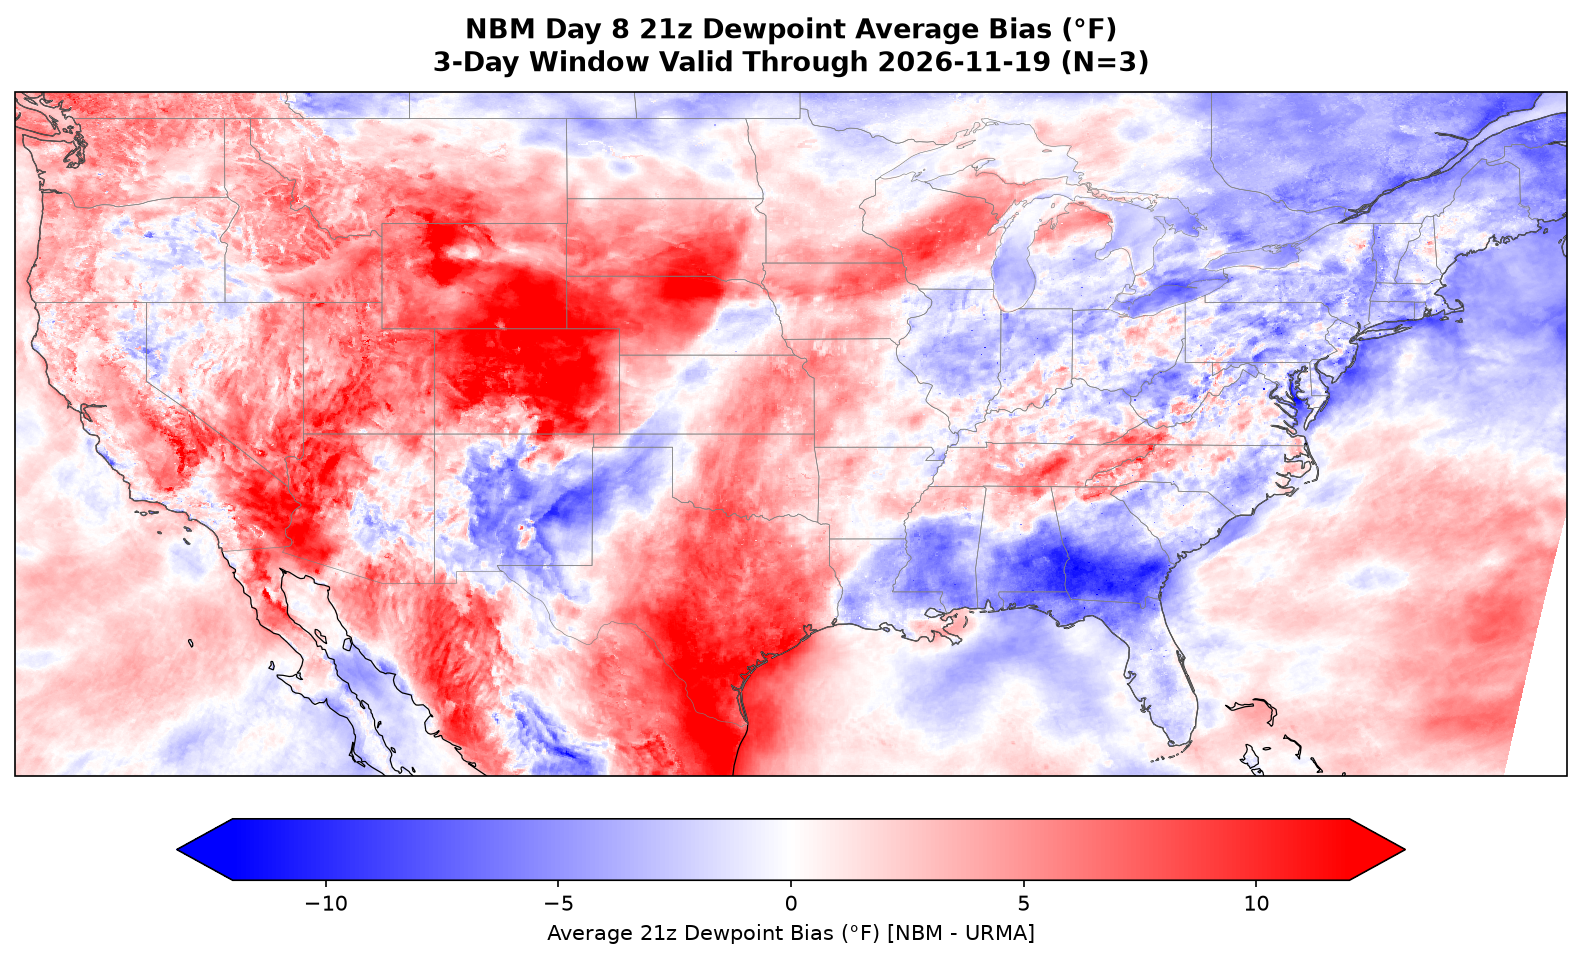 NBM Day 8 21z Dewpoint Average Bias (°F)
3-Day Window Valid Through 2026-11-19 (N=3)
−10 −5 0 5 10
Average 21z Dewpoint Bias (°F) [NBM - URMA]